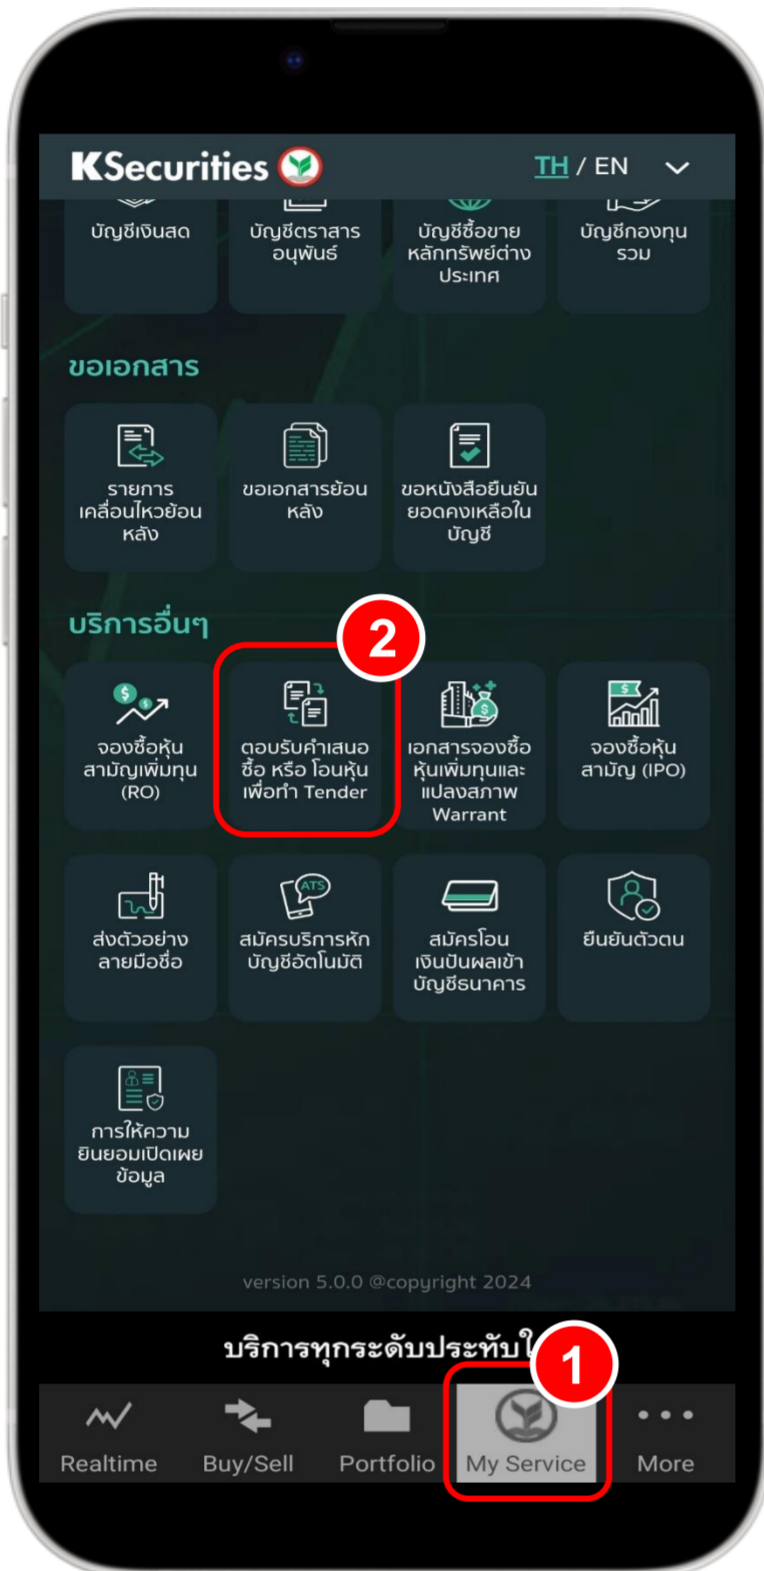 KSecurities
TH / EN
บัญชีเงินสด
บัญชีตราสาร
อนุพันธ์
บัญชีซื้อขาย
หลักทรัพย์ต่าง
ประเทศ
บัญชีกองทุน
รวม
ขอเอกสาร
รายการ
เคลื่อนไหวย้อน
หลัง
ขอเอกสารย้อน
หลัง
ขอหนังสือยืนยัน
ยอดคงเหลือใน
บัญชี
บริการอื่นๆ
2
จองซื้อหุ้น
สามัญเพิ่มทุน
(RO)
ตอบรับคำเสนอ
ซื้อ หรือ โอนหุ้น
เพื่อทำ Tender
เอกสารจองซื้อ
หุ้นเพิ่มทุนและ
แปลงสภาพ
Warrant
จองซื้อหุ้น
สามัญ (IPO)
ส่งตัวอย่าง
ลายมือชื่อ
ATS
สมัครบริการหัก
บัญชีอัตโนมัติ
สมัครโอน
เงินปันผลเข้า
บัญชีธนาคาร
ยืนยันตัวตน
การให้ความ
ยินยอมเปิดเผย
ข้อมูล
version 5.0.0 @copyright 2024
บริการทุกระดับประทับใ
1
Realtime
Buy/Sell
Portfolio
My Service
More